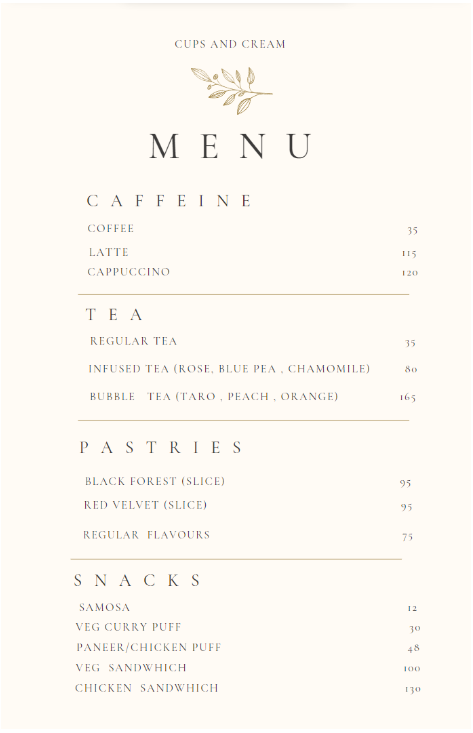 CUPS AND CREAM
MENU
CAFFEINE
COFFEE 35
LATTE 115
CAPPUCCINO 120
TEA
REGULAR TEA 35
INFUSED TEA (ROSE, BLUE PEA , CHAMOMILE) 80
BUBBLE TEA (TARO , PEACH , ORANGE) 165
PASTRIES
BLACK FOREST (SLICE) 95
RED VELVET (SLICE) 95
REGULAR FLAVOURS 75
SNACKS
SAMOSA 12
VEG CURRY PUFF 30
PANEER/CHICKEN PUFF 48
VEG SANDWHICH 100
CHICKEN SANDWHICH 130